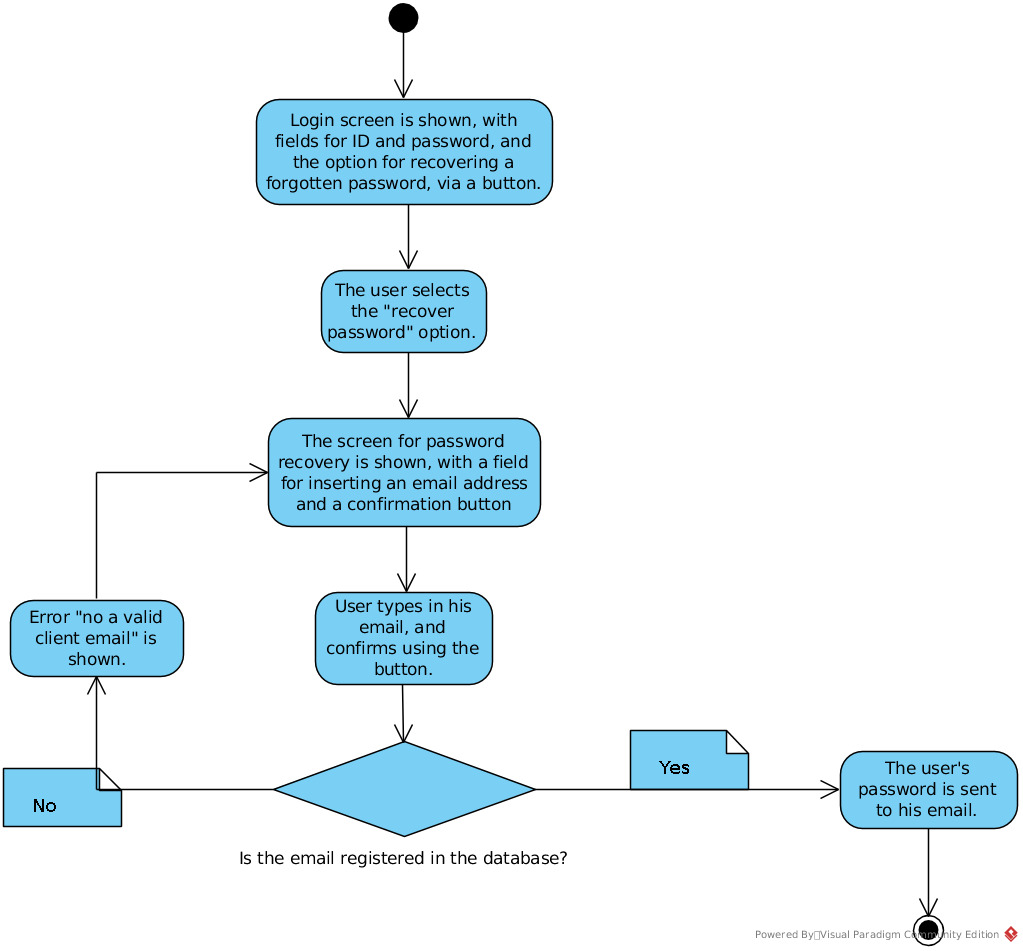 Login screen is shown, with
fields for ID and password, and
the option for recovering a
forgotten password, via a button.
The user selects
the "recover
password" option.
The screen for password
recovery is shown, with a field
for inserting an email address
and a confirmation button
Error "no a valid
client email" is
shown.
User types in his
email, and
confirms using the
button.
No
Yes
The user's
password is sent
to his email.
Is the email registered in the database?
Powered By Visual Paradigm Community Edition